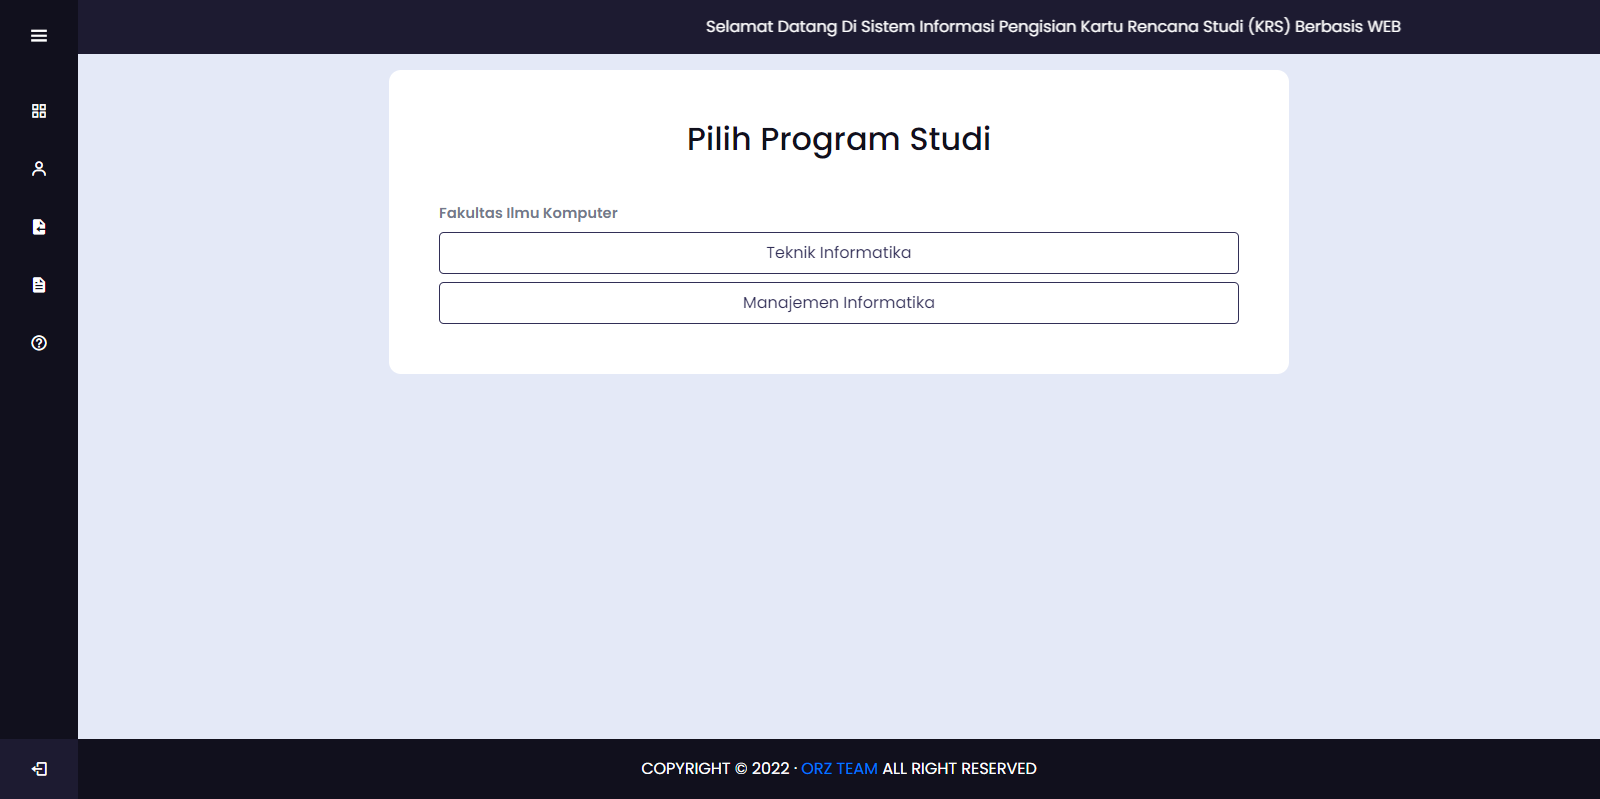 Selamat Datang Di Sistem Informasi Pengisian Kartu Rencana Studi (KRS) Berbasis WEB
Pilih Program Studi
Fakultas Ilmu Komputer
Teknik Informatika
Manajemen Informatika
COPYRIGHT © 2022 · ORZ TEAM ALL RIGHT RESERVED